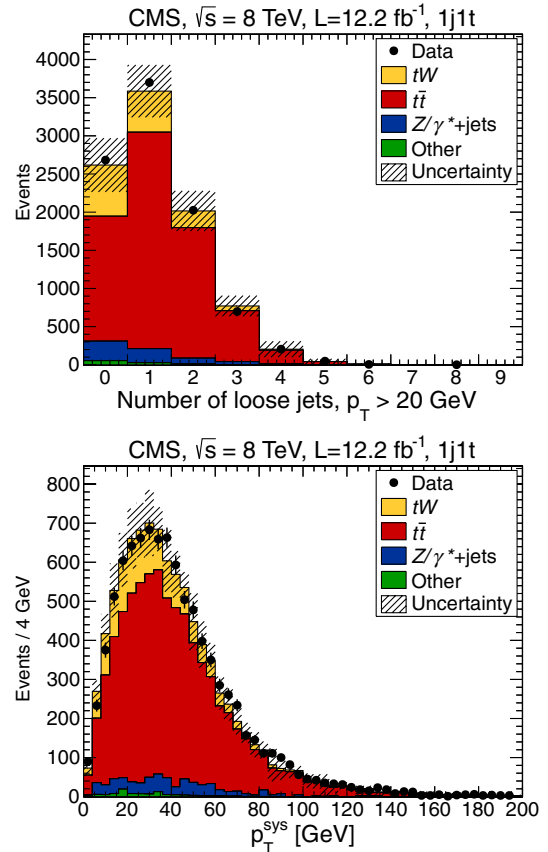 CMS, √s = 8 TeV, L=12.2 fb⁻¹, 1j1t
Events
4000
3500
3000
2500
2000
1500
1000
500
0
Data
tW
tt̄
Z/γ*+jets
Other
Uncertainty
0 1 2 3 4 5 6 7 8 9
Number of loose jets, p_T > 20 GeV
CMS, √s = 8 TeV, L=12.2 fb⁻¹, 1j1t
Events / 4 GeV
800
700
600
500
400
300
200
100
0
Data
tW
tt̄
Z/γ*+jets
Other
Uncertainty
0 20 40 60 80 100 120 140 160 180 200
p_T^sys [GeV]